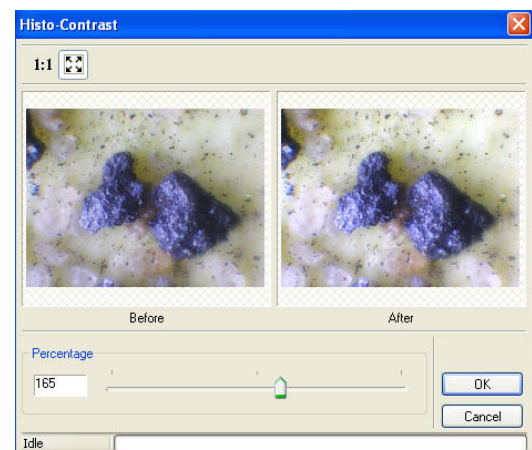 Histo-Contrast
1:1
Before After
Percentage
165
OK
Cancel
Idle